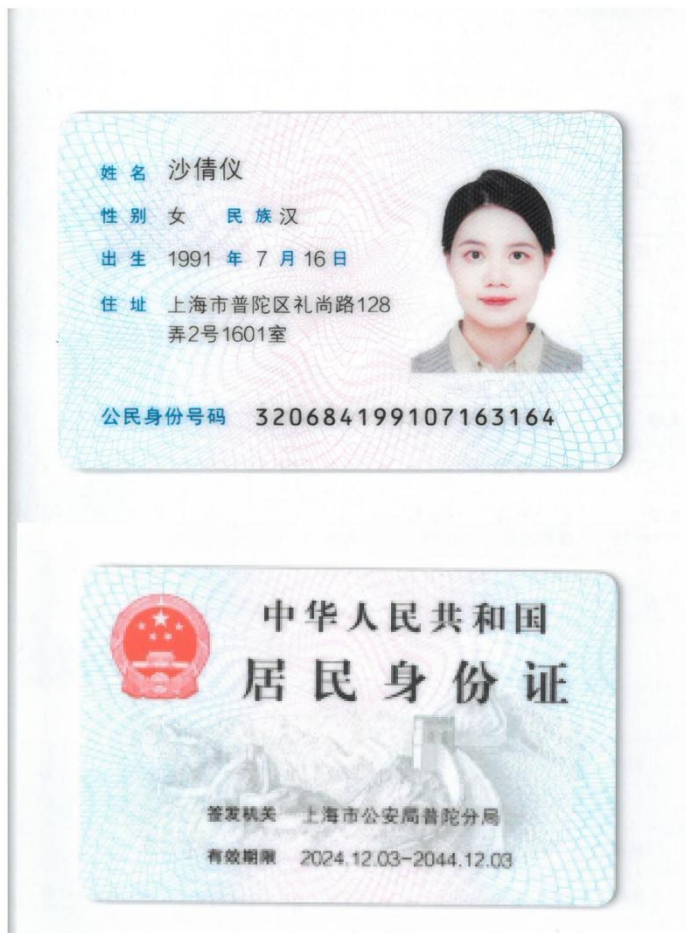 姓名 沙倩仪
性别 女 民族 汉
出生 1991 年 7 月 16 日
住址 上海市普陀区礼尚路128
弄2号1601室
公民身份号码 320684199107163164
中华人民共和国
居民身份证
签发机关 上海市公安局普陀分局
有效期限 2024.12.03-2044.12.03